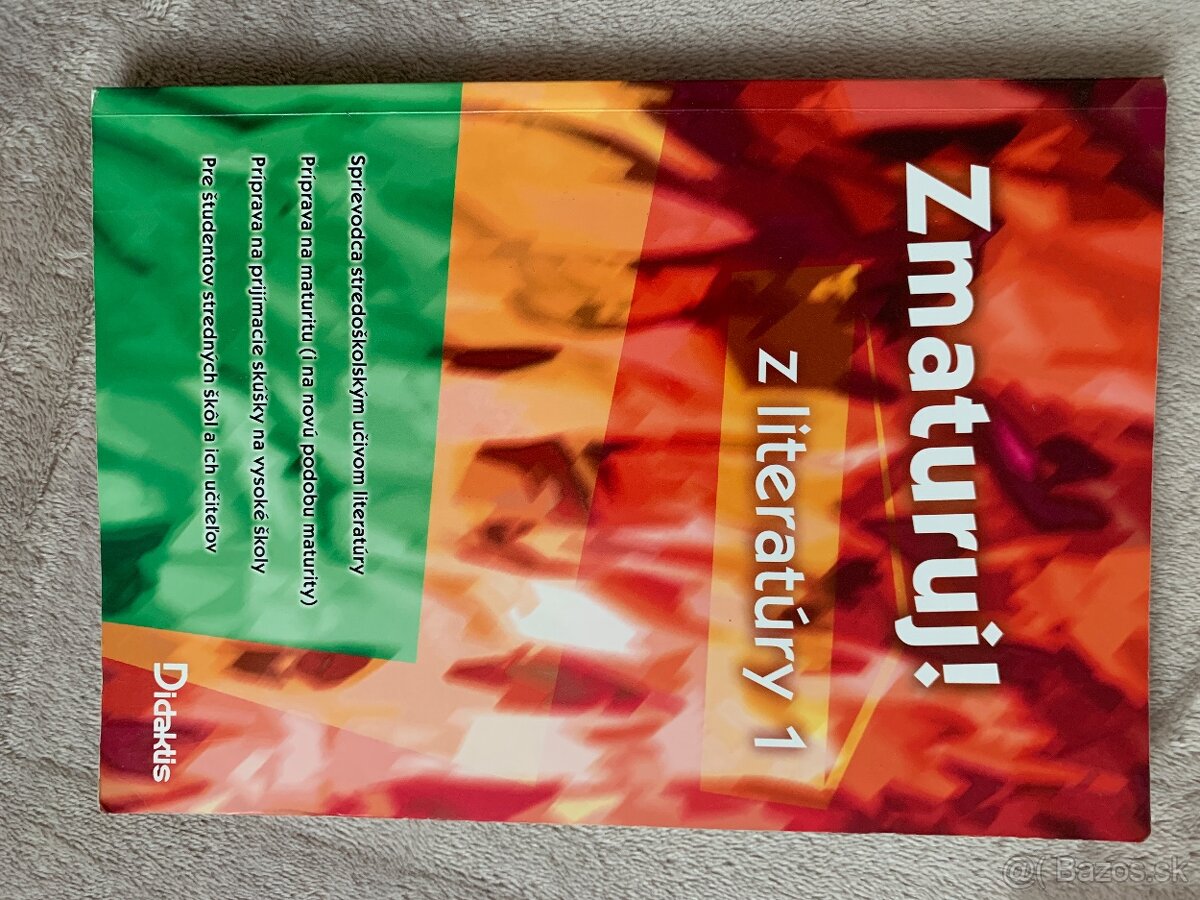 Zmaturuj!
z literatúry 1
Sprievodca stredoškolským učivom literatúry
Príprava na maturitu (i na novú podobu maturity)
Príprava na prijímacie skúšky na vysoké školy
Pre študentov stredných škôl a ich učiteľov
Didaktis
@( Bazos.sk